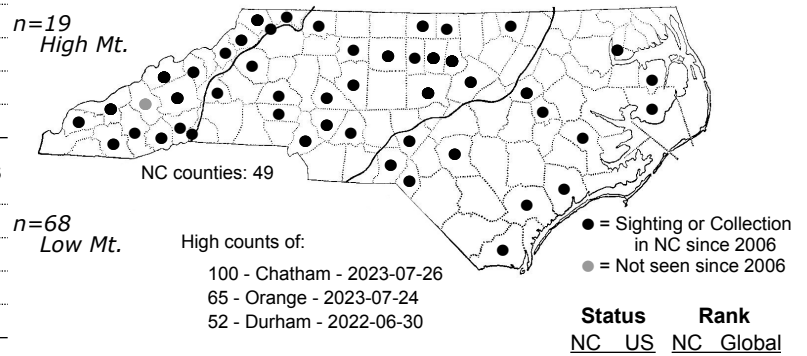 n=19
High Mt.
NC counties: 49
n=68
Low Mt.
High counts of:
100 - Chatham - 2023-07-26
65 - Orange - 2023-07-24
52 - Durham - 2022-06-30
= Sighting or Collection
in NC since 2006
= Not seen since 2006
Status Rank
NC US NC Global